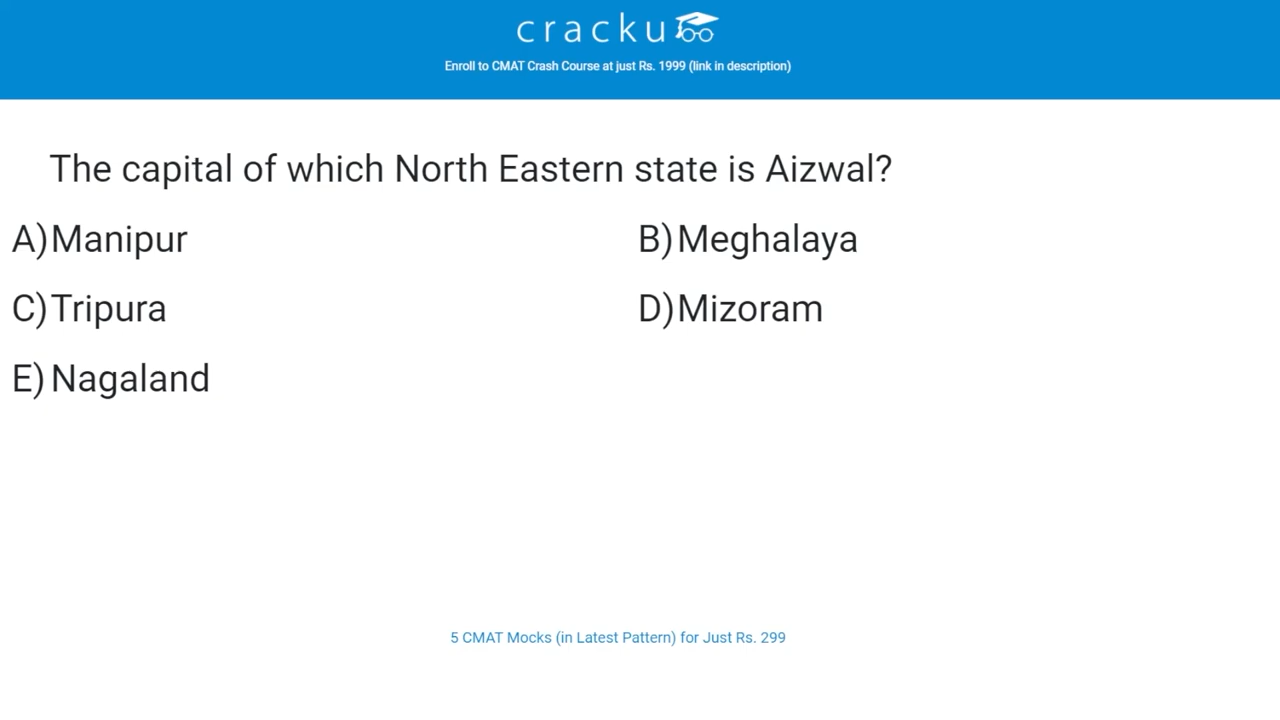 cracku
Enroll to CMAT Crash Course at just Rs. 1999 (link in description)
The capital of which North Eastern state is Aizwal?
A)Manipur
B)Meghalaya
C)Tripura
D)Mizoram
E)Nagaland
5 CMAT Mocks (in Latest Pattern) for Just Rs. 299